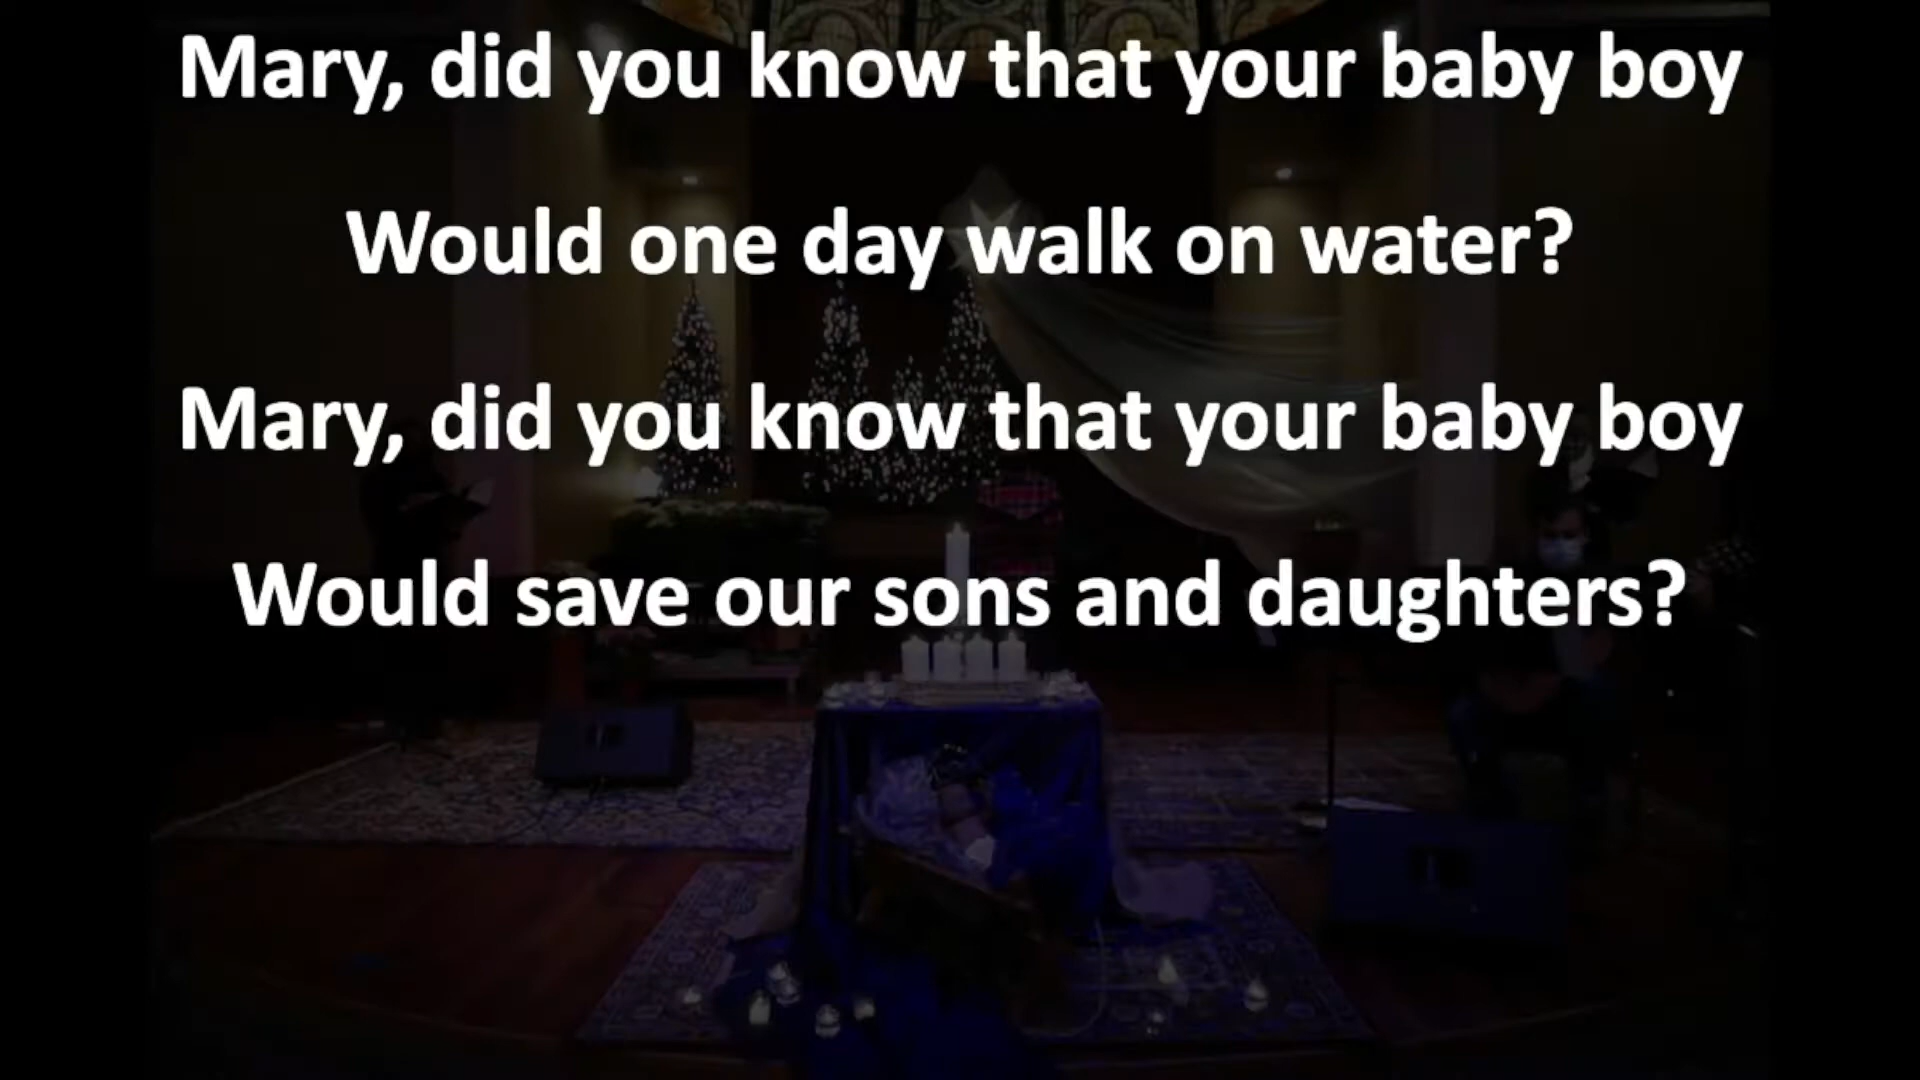 Mary, did you know that your baby boy
Would one day walk on water?
Mary, did you know that your baby boy
Would save our sons and daughters?